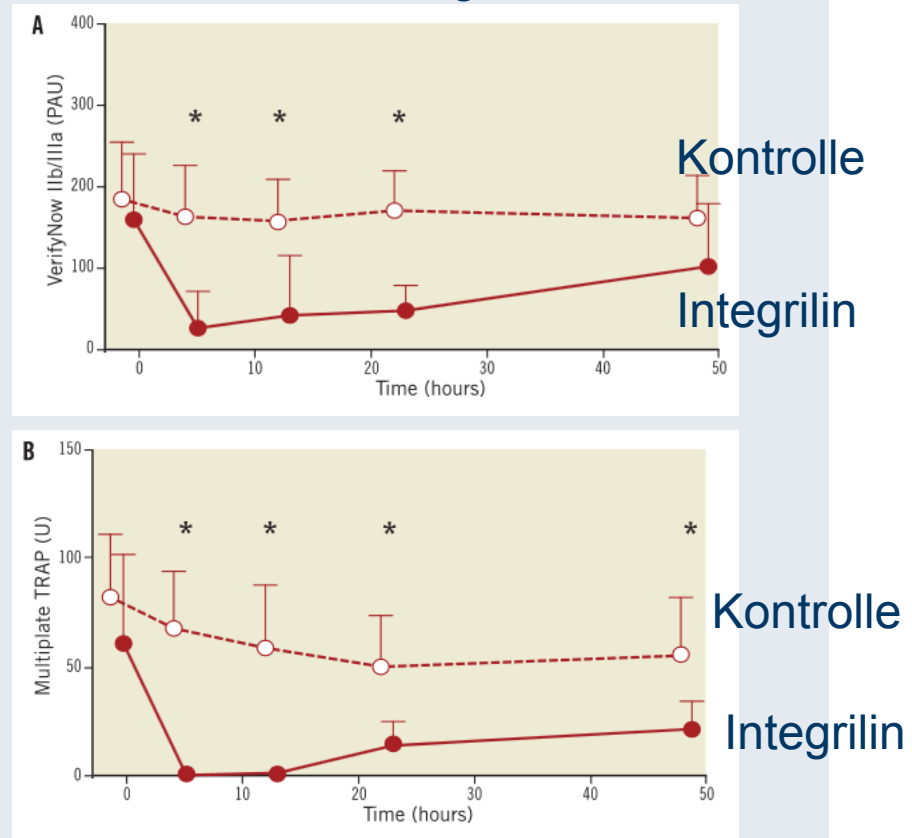 A
400
300
200
100
0
VerifyNow IIb/IIIa (PAU)
* * *
Kontrolle
Integrilin
0 10 20 30 40 50
Time (hours)
B
150
100
50
0
Multiplate TRAP (U)
* * * *
Kontrolle
Integrilin
0 10 20 30 40 50
Time (hours)